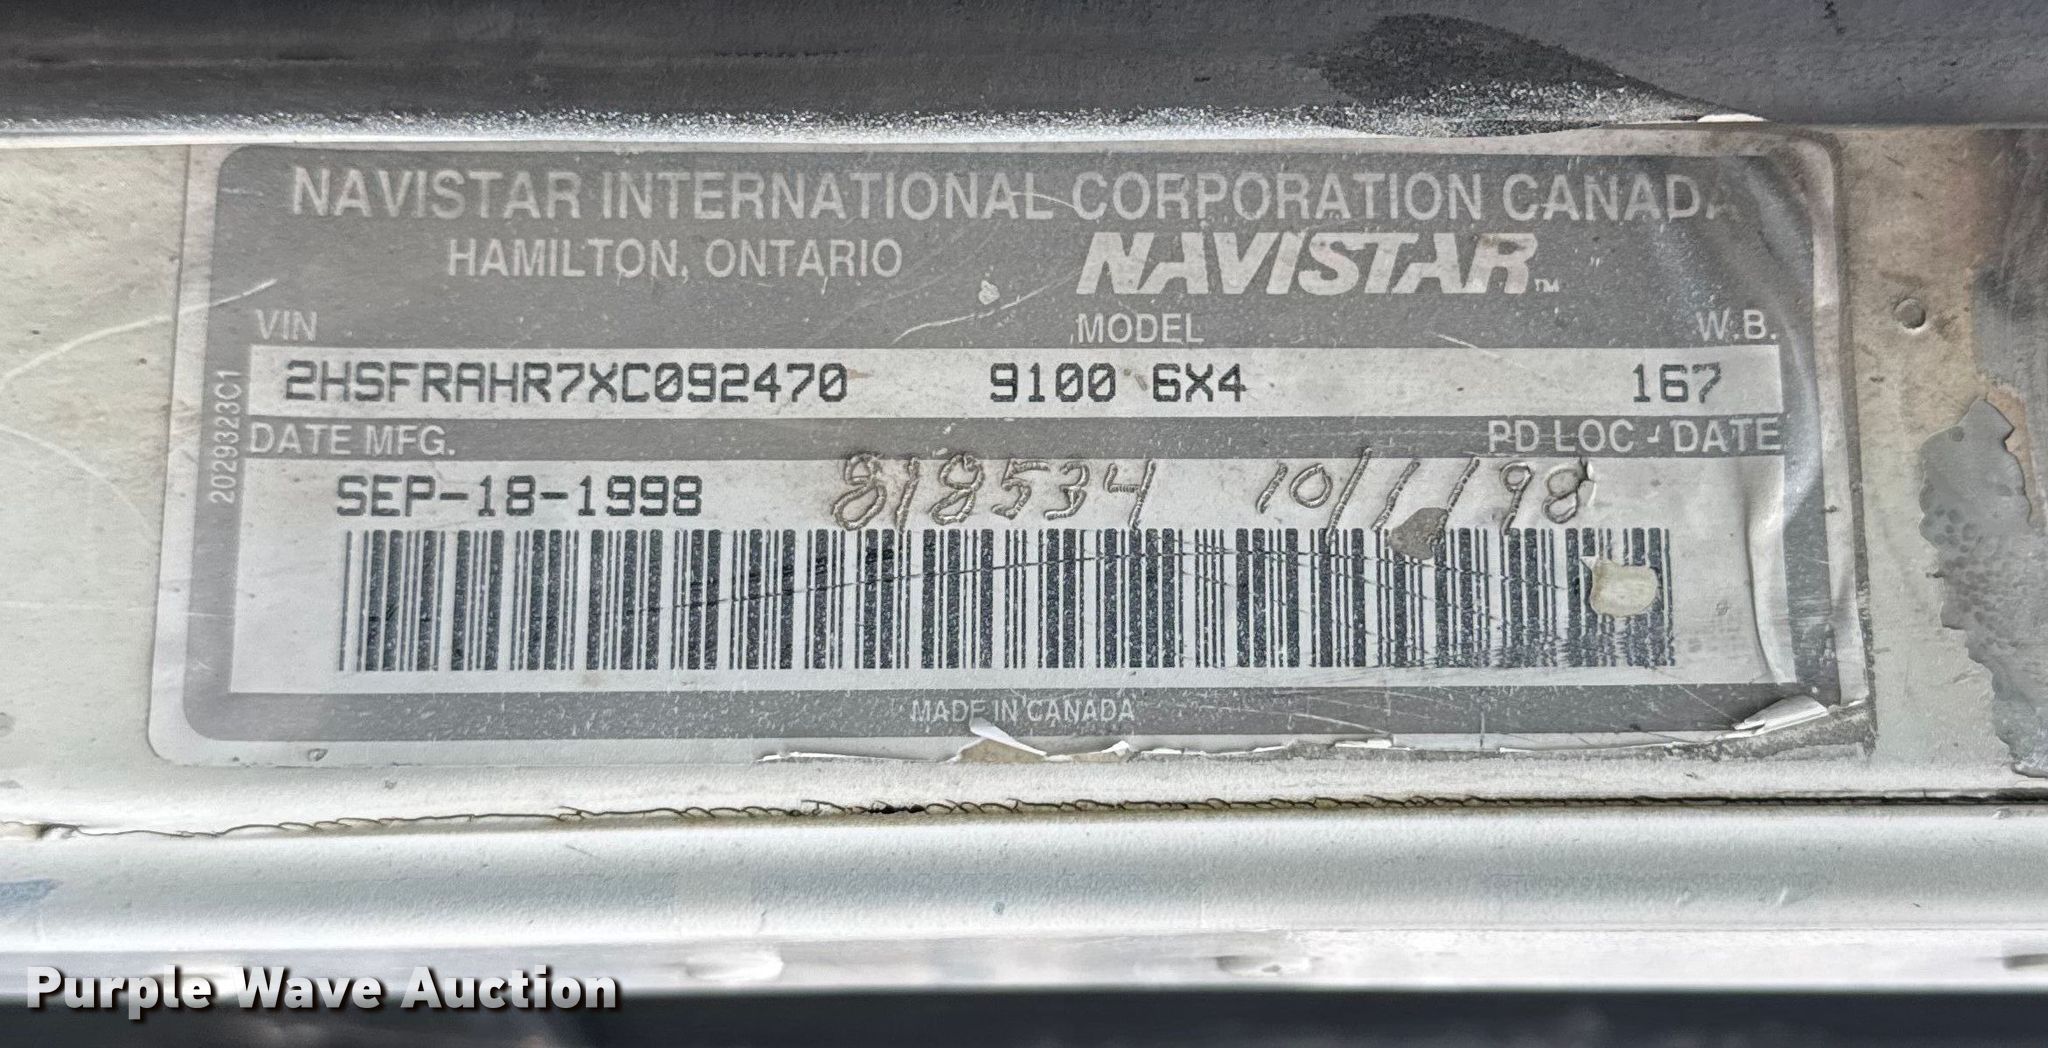 NAVISTAR INTERNATIONAL CORPORATION CANADA
HAMILTON, ONTARIO NAVISTAR™
VIN MODEL W.B.
2HSFRAHR7XC092470 9100 6X4 167
2029323C1
DATE MFG. PD LOC - DATE
SEP-18-1998 818534 10/1/98
MADE IN CANADA
Purple Wave Auction